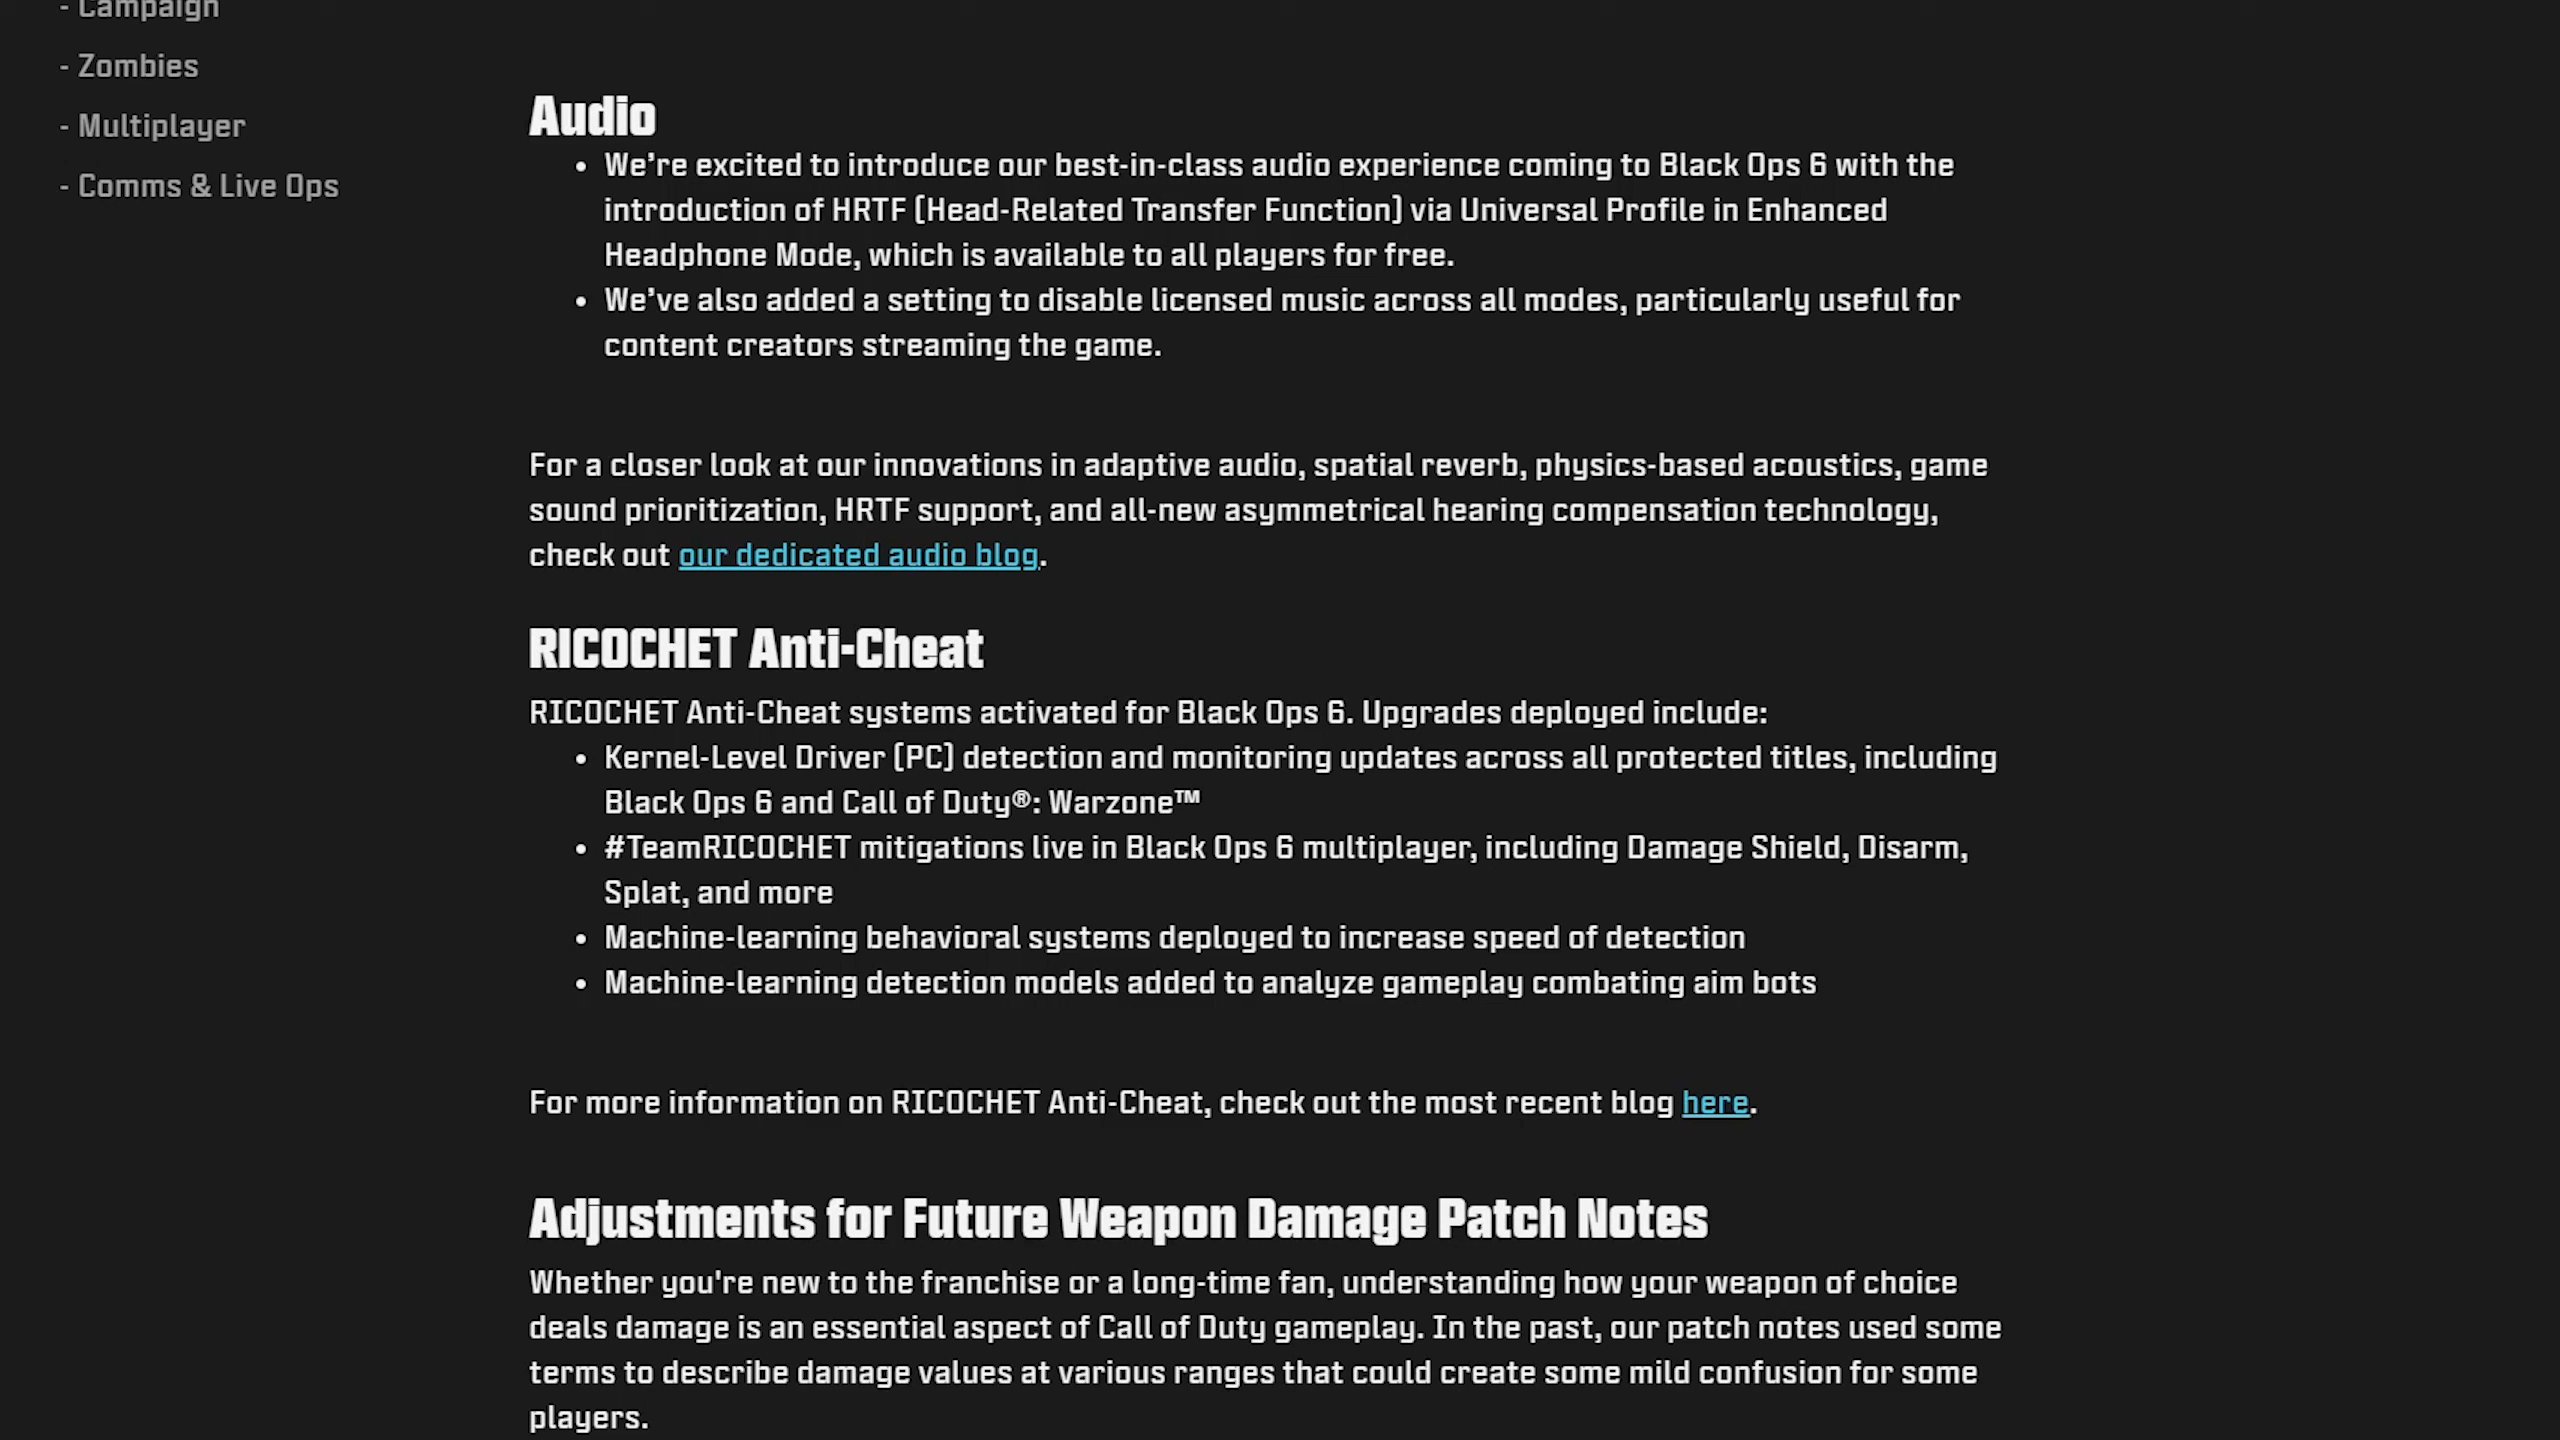 - Campaign
- Zombies
- Multiplayer
- Comms & Live Ops
Audio
• We’re excited to introduce our best-in-class audio experience coming to Black Ops 6 with the
introduction of HRTF (Head-Related Transfer Function) via Universal Profile in Enhanced
Headphone Mode, which is available to all players for free.
• We’ve also added a setting to disable licensed music across all modes, particularly useful for
content creators streaming the game.
For a closer look at our innovations in adaptive audio, spatial reverb, physics-based acoustics, game
sound prioritization, HRTF support, and all-new asymmetrical hearing compensation technology,
check out our dedicated audio blog.
RICOCHET Anti-Cheat
RICOCHET Anti-Cheat systems activated for Black Ops 6. Upgrades deployed include:
• Kernel-Level Driver (PC) detection and monitoring updates across all protected titles, including
Black Ops 6 and Call of Duty®: Warzone™
• #TeamRICOCHET mitigations live in Black Ops 6 multiplayer, including Damage Shield, Disarm,
Splat, and more
• Machine-learning behavioral systems deployed to increase speed of detection
• Machine-learning detection models added to analyze gameplay combating aim bots
For more information on RICOCHET Anti-Cheat, check out the most recent blog here.
Adjustments for Future Weapon Damage Patch Notes
Whether you're new to the franchise or a long-time fan, understanding how your weapon of choice
deals damage is an essential aspect of Call of Duty gameplay. In the past, our patch notes used some
terms to describe damage values at various ranges that could create some mild confusion for some
players.